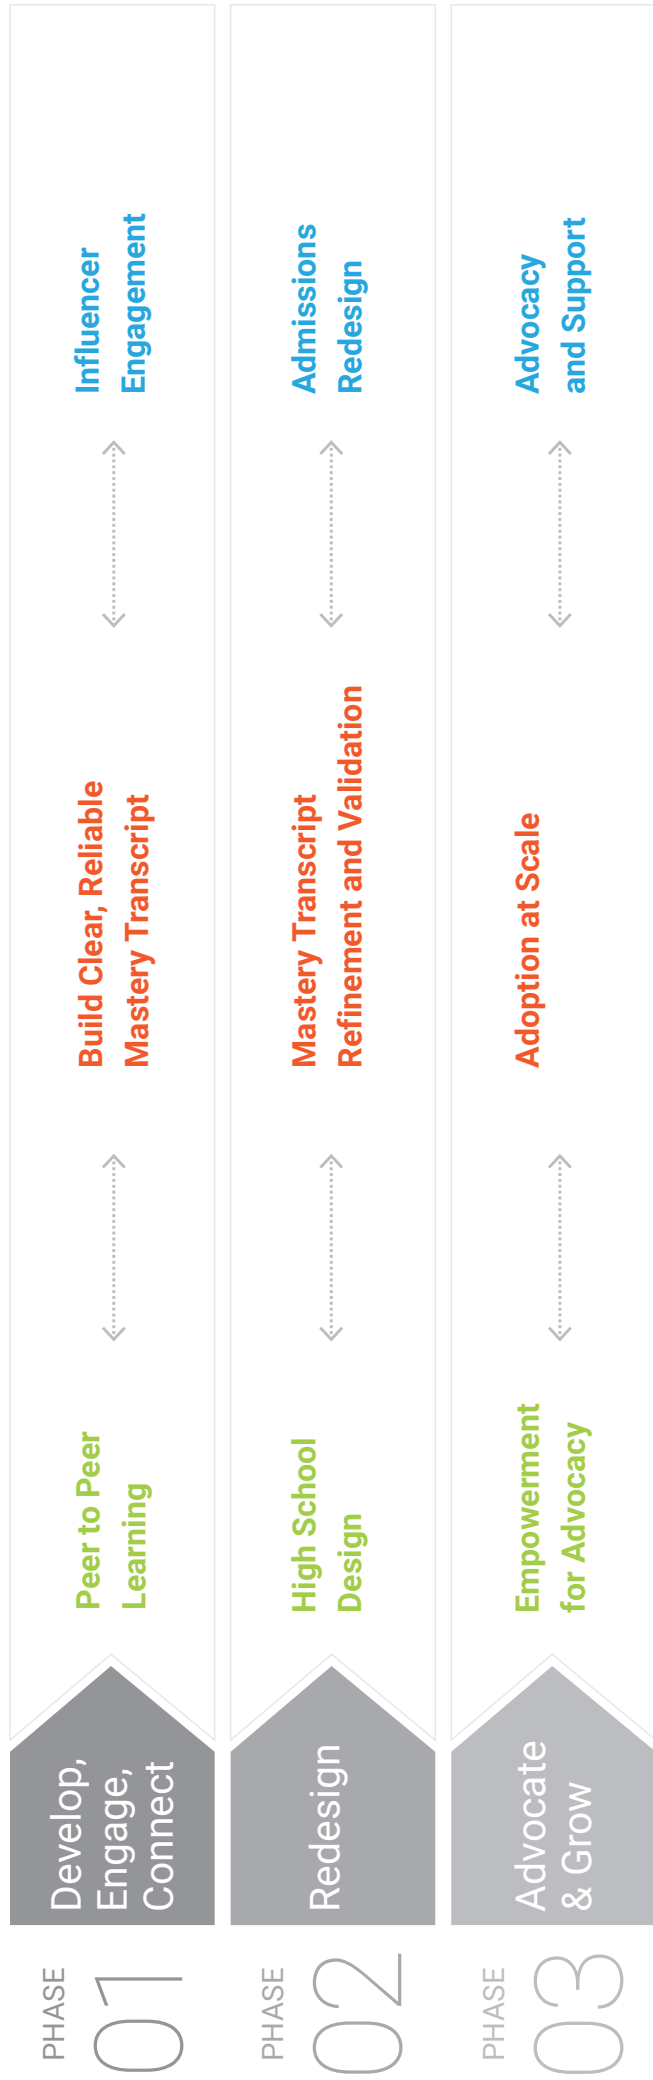 PHASE
01
Develop,
Engage,
Connect
Peer to Peer
Learning
Build Clear, Reliable
Mastery Transcript
Influencer
Engagement
PHASE
02
Redesign
High School
Design
Mastery Transcript
Refinement and Validation
Admissions
Redesign
PHASE
03
Advocate
& Grow
Empowerment
for Advocacy
Adoption at Scale
Advocacy
and Support